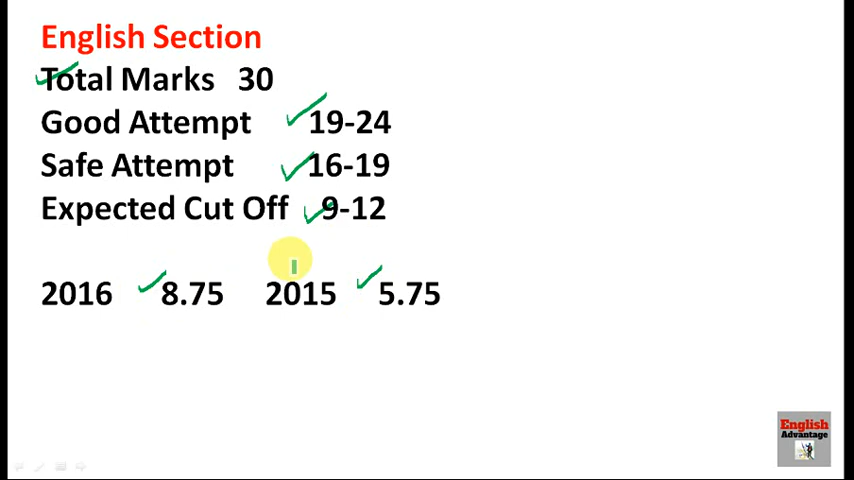 English Section
Total Marks 30
Good Attempt 19-24
Safe Attempt 16-19
Expected Cut Off 9-12
2016 8.75 2015 5.75
English
Advantage